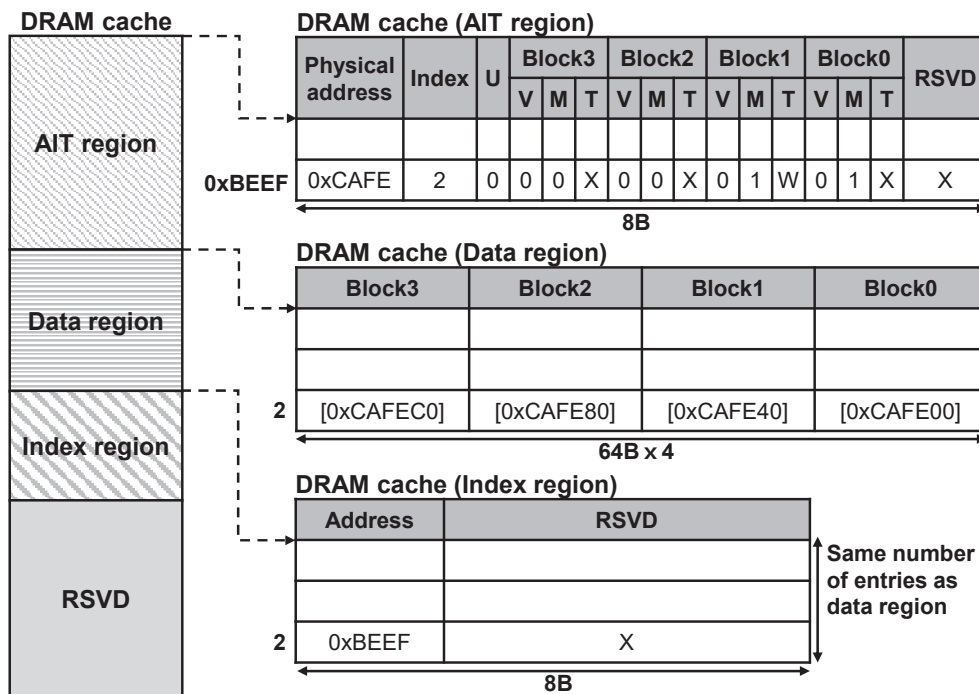 DRAM cache
AIT region
Data region
Index region
RSVD
DRAM cache (AIT region)
Physical address Index U Block3 Block2 Block1 Block0 RSVD
V M T V M T V M T V M T
0xBEEF 0xCAFE 2 0 0 0 X 0 0 X 0 1 W 0 1 X X
8B
DRAM cache (Data region)
Block3 Block2 Block1 Block0
2 [0xCAFEC0] [0xCAFE80] [0xCAFE40] [0xCAFE00]
64B x 4
DRAM cache (Index region)
Address RSVD
2 0xBEEF X
8B
Same number
of entries as
data region